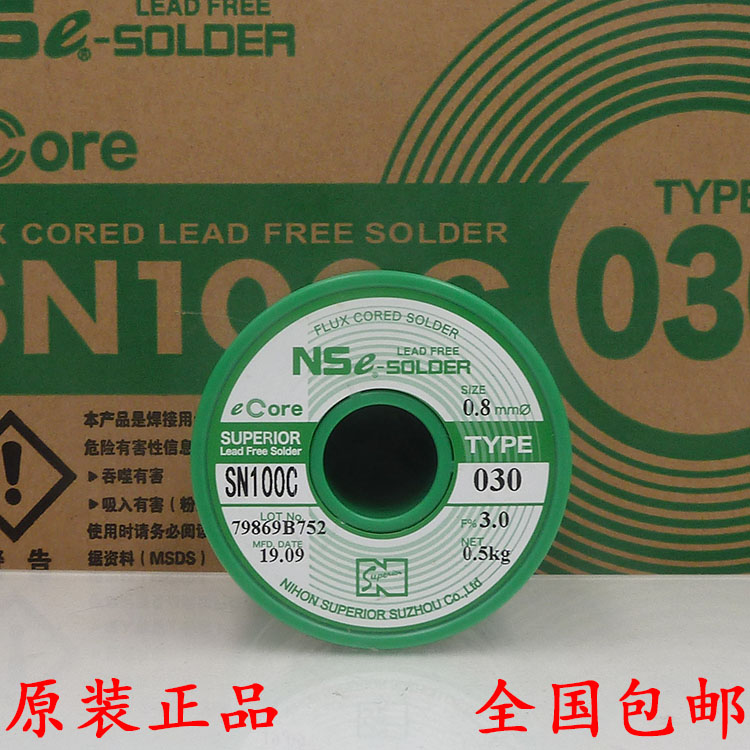 LEAD FREE
NSe®-SOLDER
eCore
TYPE
X CORED LEAD FREE SOLDER
SN100C
030
本产品是焊接用
危险有害性信息
▸吞噬有害
▸吸入有害（粉
使用时请务必阅读
据资料（MSDS）
警告
FLUX CORED SOLDER
LEAD FREE
NSe®-SOLDER
SIZE
0.8 mmØ
eCore
SUPERIOR
Lead Free Solder
TYPE
SN100C
030
LOT No.
79869B752
F% 3.0
MFD. DATE
19.09
NET
0.5kg
Superior
NIHON SUPERIOR SUZHOU Co.,Ltd
原装正品
全国包邮